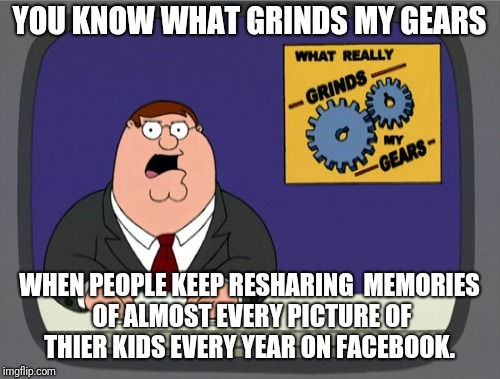 YOU KNOW WHAT GRINDS MY GEARS
WHAT REALLY
GRINDS
MY
GEARS
WHEN PEOPLE KEEP RESHARING MEMORIES
OF ALMOST EVERY PICTURE OF
THIER KIDS EVERY YEAR ON FACEBOOK.
imgflip.com